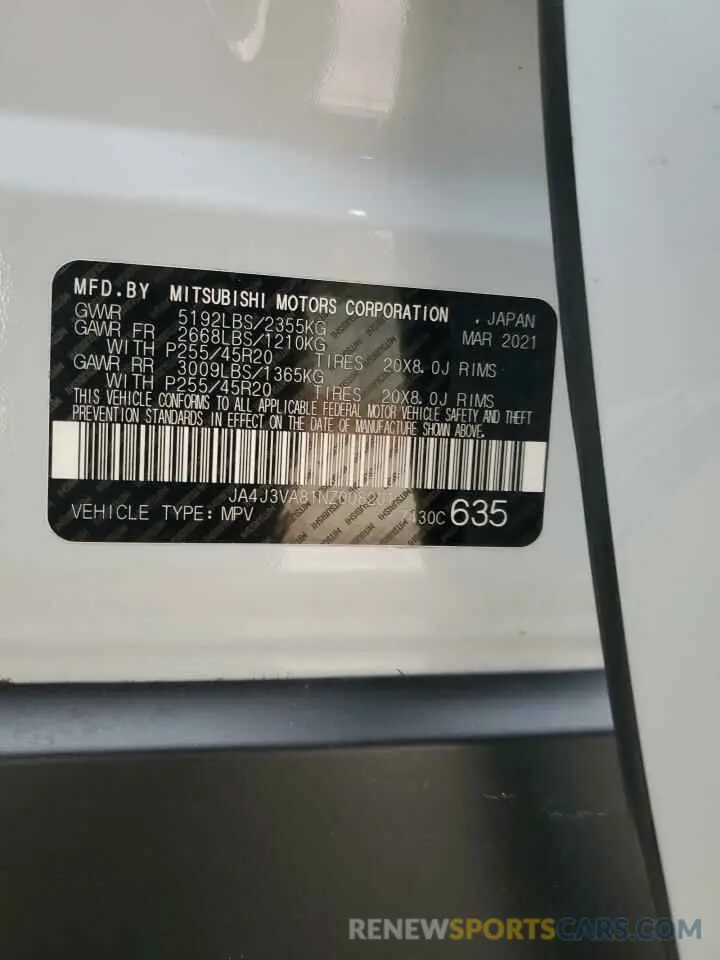 MFD.BY MITSUBISHI MOTORS CORPORATION . JAPAN
GVWR 5192LBS/2355KG MAR 2021
GAWR FR 2668LBS/1210KG
WITH P255/45R20 TIRES 20X8.0J RIMS
GAWR RR 3009LBS/1365KG
WITH P255/45R20 TIRES 20X8.0J RIMS
THIS VEHICLE CONFORMS TO ALL APPLICABLE FEDERAL MOTOR VEHICLE SAFETY AND THEFT
PREVENTION STANDARDS IN EFFECT ON THE DATE OF MANUFACTURE SHOWN ABOVE.
VEHICLE TYPE: MPV 635
RENEWSPORTSCARS.COM